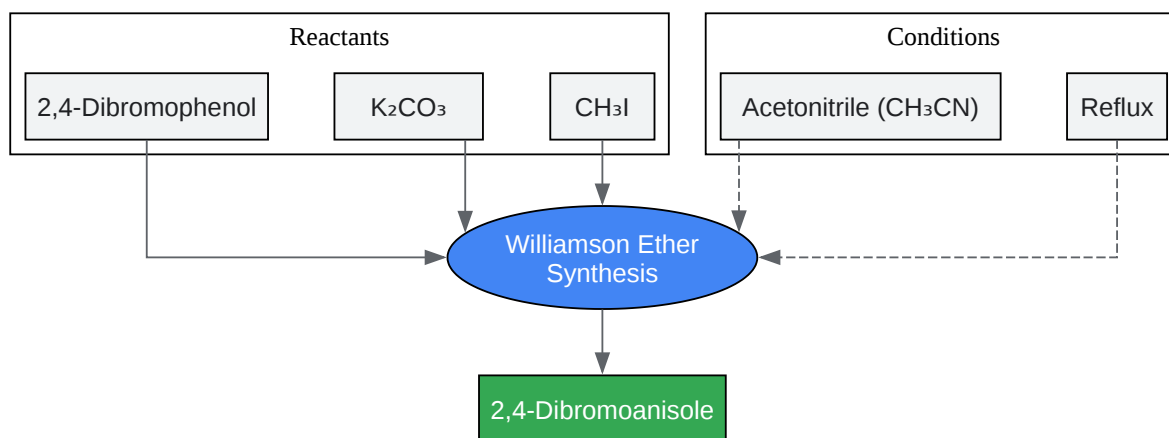 Reactants
Conditions
2,4-Dibromophenol
K₂CO₃
CH₃I
Acetonitrile (CH₃CN)
Reflux
Williamson Ether
Synthesis
2,4-Dibromoanisole